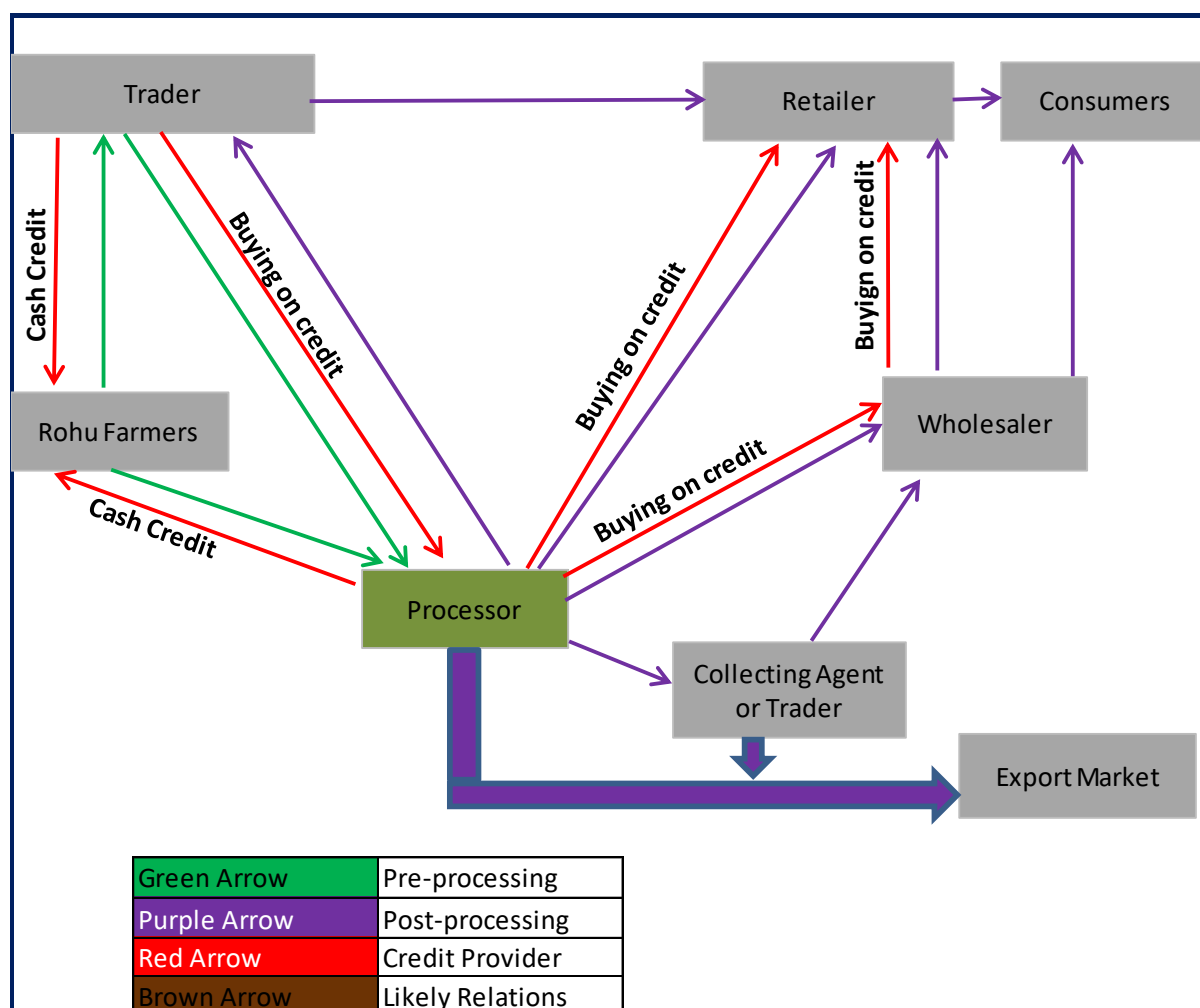 Trader
Retailer
Consumers
Cash Credit
Buying on credit
Buying on credit
Buyign on credit
Rohu Farmers
Wholesaler
Buying on credit
Cash Credit
Processor
Collecting Agent
or Trader
Export Market
Green Arrow Pre-processing
Purple Arrow Post-processing
Red Arrow Credit Provider
Brown Arrow Likely Relations